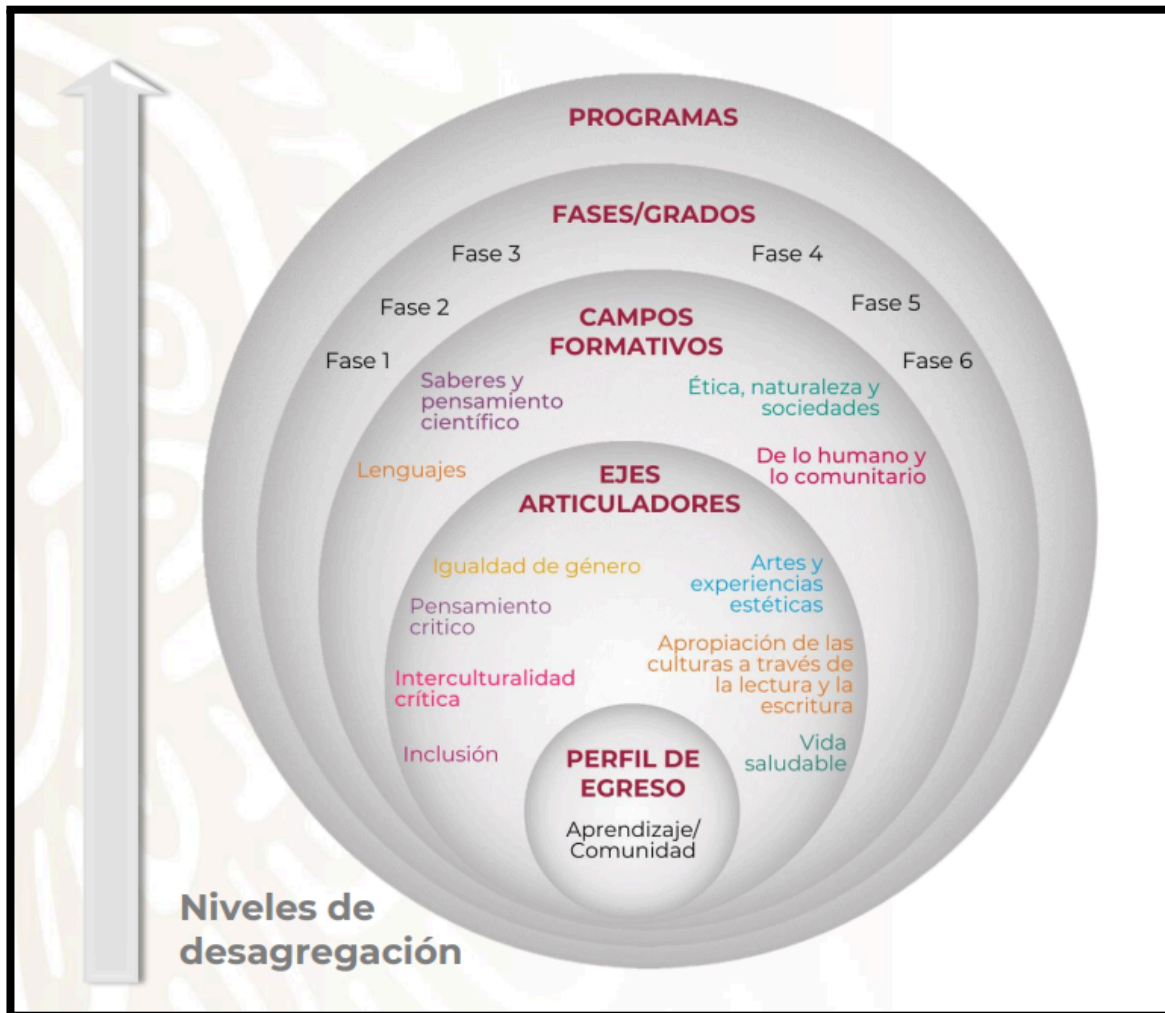 PROGRAMAS
FASES/GRADOS
Fase 3
Fase 4
Fase 2
Fase 5
Fase 1
Fase 6
CAMPOS
FORMATIVOS
Saberes y
pensamiento
científico
Ética, naturaleza y
sociedades
Lenguajes
De lo humano y
lo comunitario
EJES
ARTICULADORES
Igualdad de género
Artes y
experiencias
estéticas
Pensamiento
critico
Apropiación de las
culturas a través de
la lectura y la
escritura
Interculturalidad
crítica
Inclusión
Vida
saludable
PERFIL DE
EGRESO
Aprendizaje/
Comunidad
Niveles de
desagregación